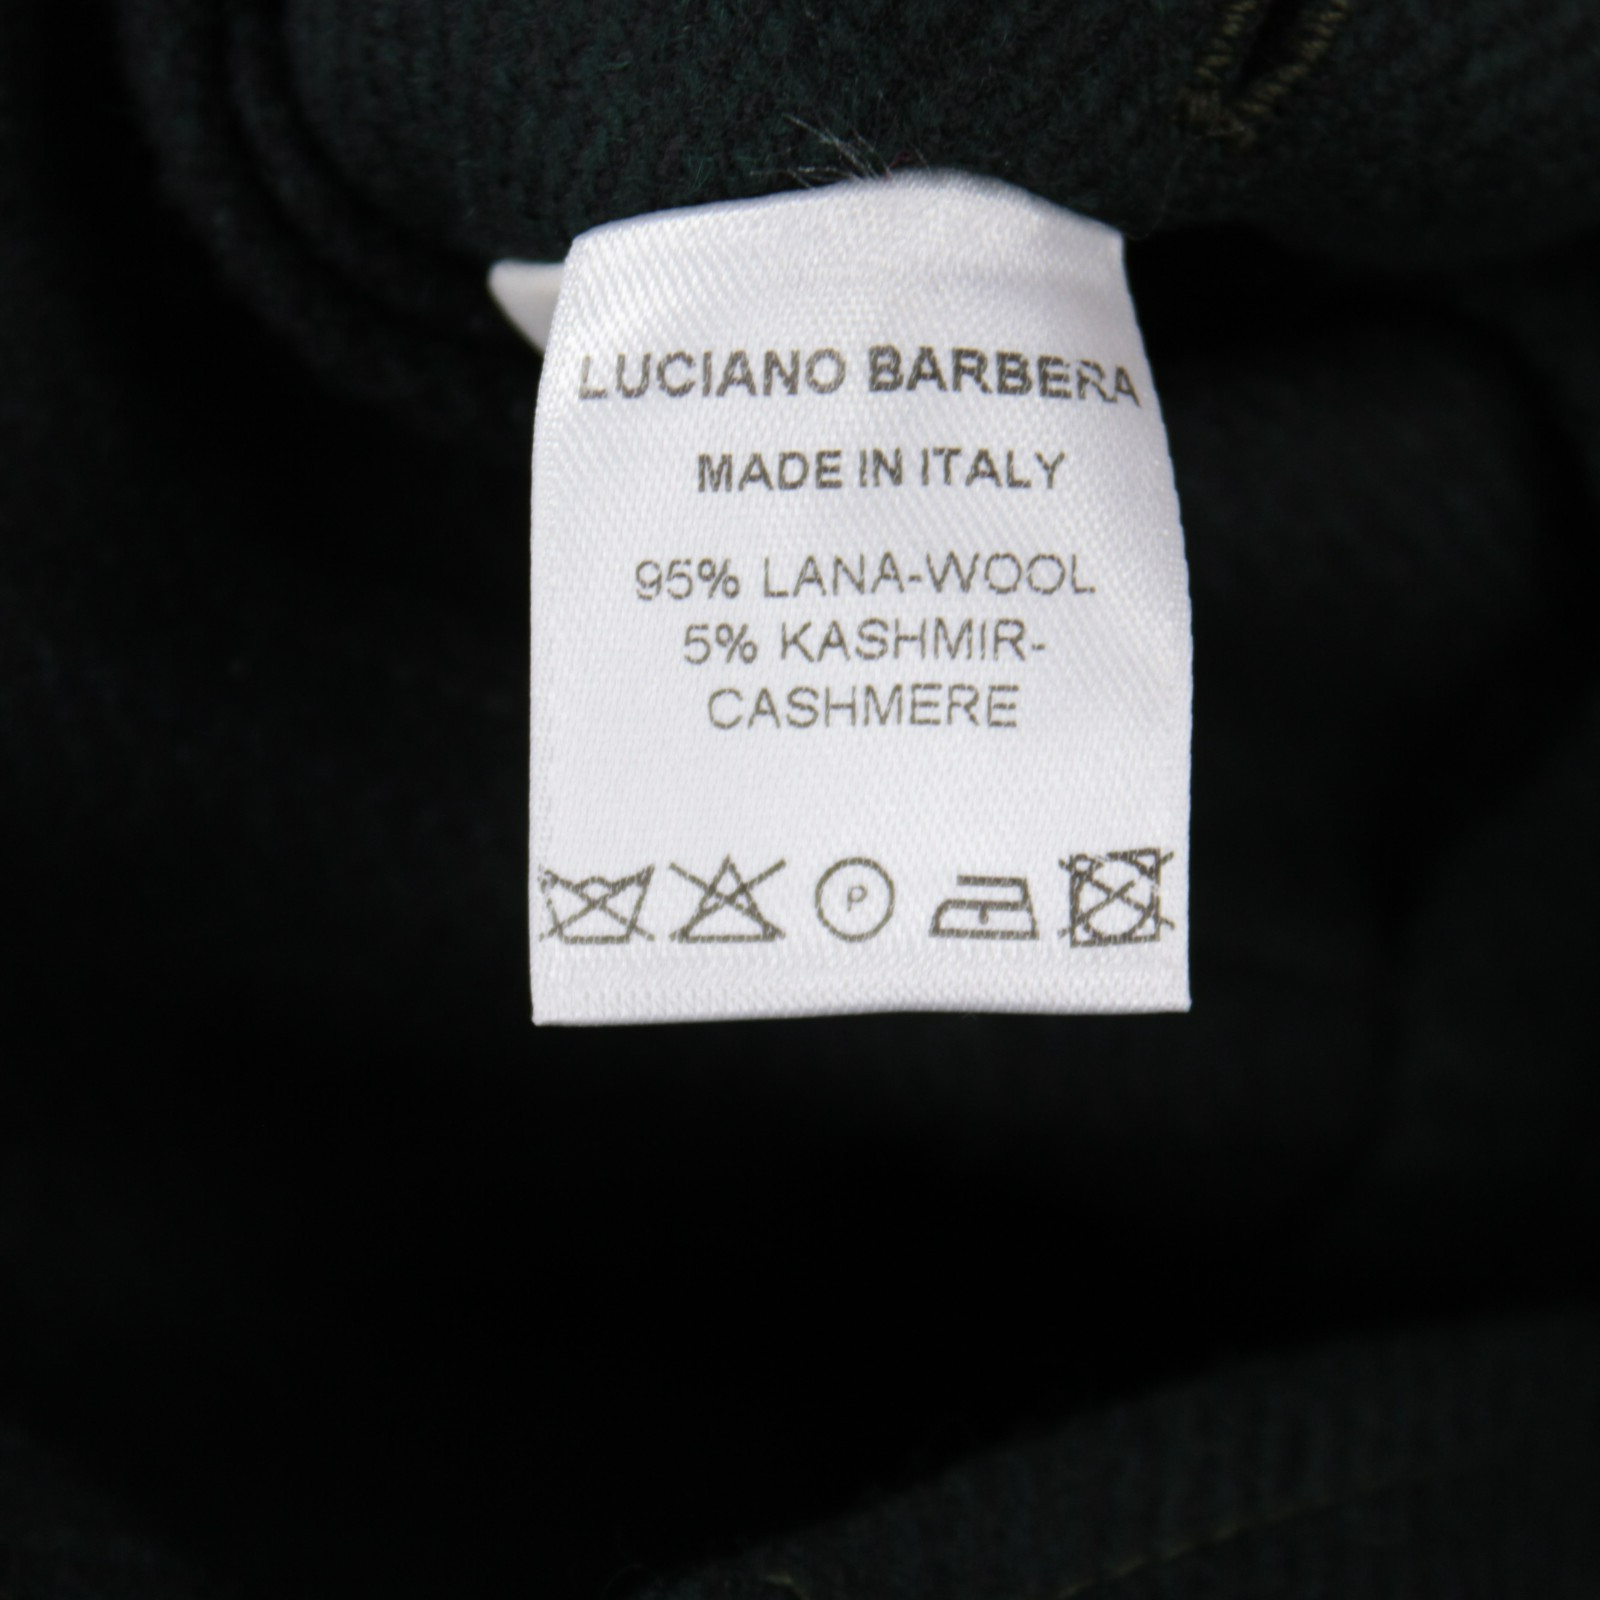 LUCIANO BARBERA
MADE IN ITALY
95% LANA-WOOL
5% KASHMIR-
CASHMERE
P